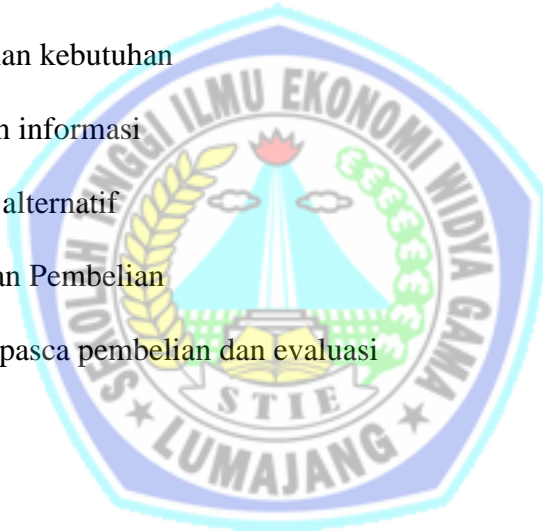 an kebutuhan
n informasi
alternatif
an Pembelian
pasca pembelian dan evaluasi
SEKOLAH TINGGI ILMU EKONOMI WIDYA GAMA
STIE
LUMAJANG